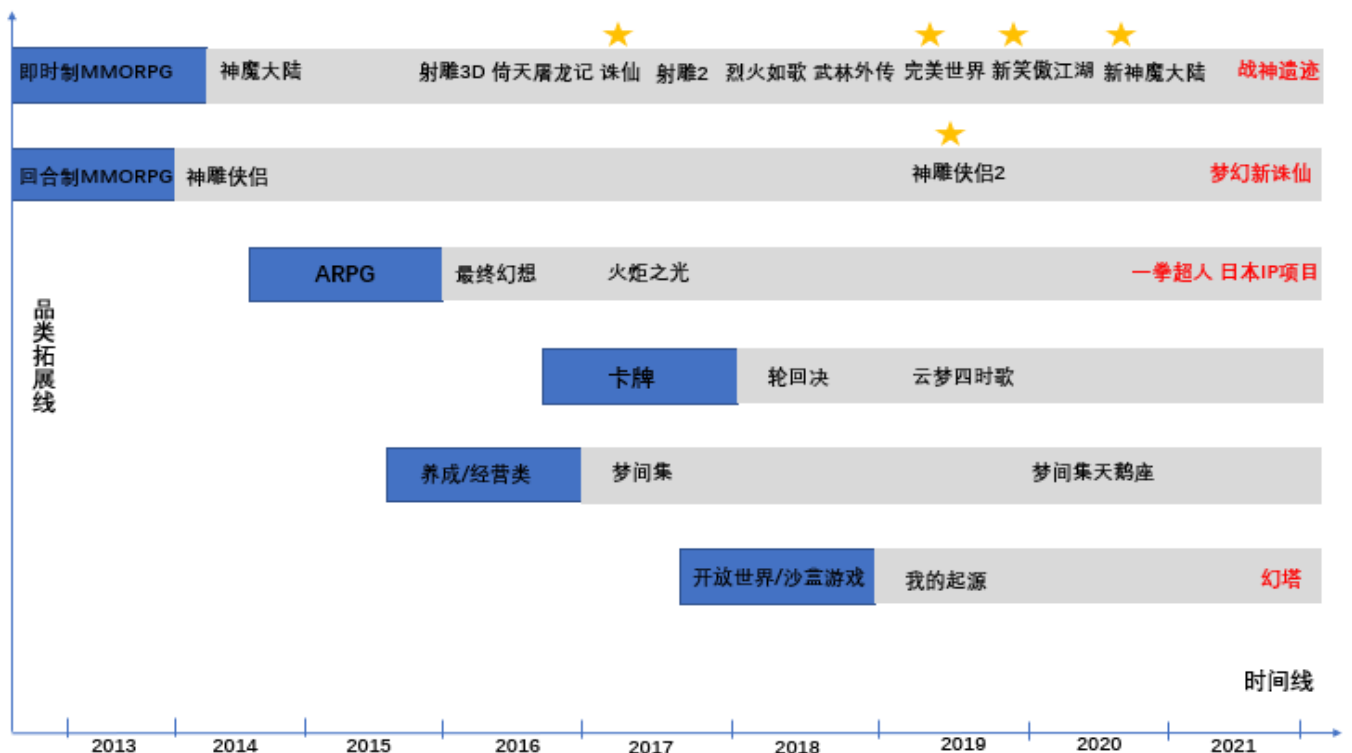 即时制MMORPG 神魔大陆 射雕3D 倚天屠龙记 诛仙 射雕2 烈火如歌 武林外传 完美世界 新笑傲江湖 新神魔大陆 战神遗迹
回合制MMORPG 神雕侠侣 神雕侠侣2 梦幻新诛仙
ARPG 最终幻想 火炬之光 一拳超人 日本IP项目
品类拓展线
卡牌 轮回决 云梦四时歌
养成/经营类 梦间集 梦间集天鹅座
开放世界/沙盒游戏 我的起源 幻塔
时间线
2013 2014 2015 2016 2017 2018 2019 2020 2021